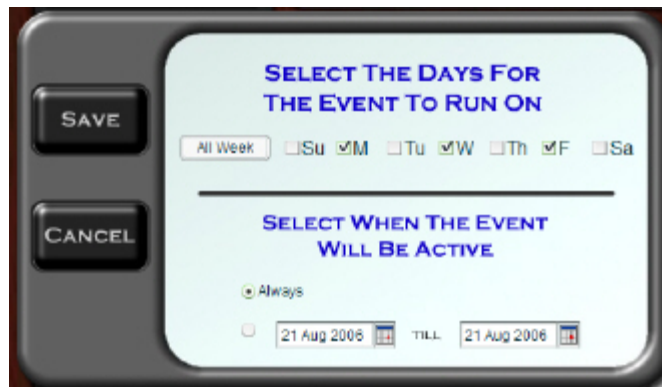 SELECT THE DAYS FOR
THE EVENT TO RUN ON
SAVE
All Week Su M Tu W Th F Sa
CANCEL
SELECT WHEN THE EVENT
WILL BE ACTIVE
Always
21 Aug 2006 TILL 21 Aug 2006